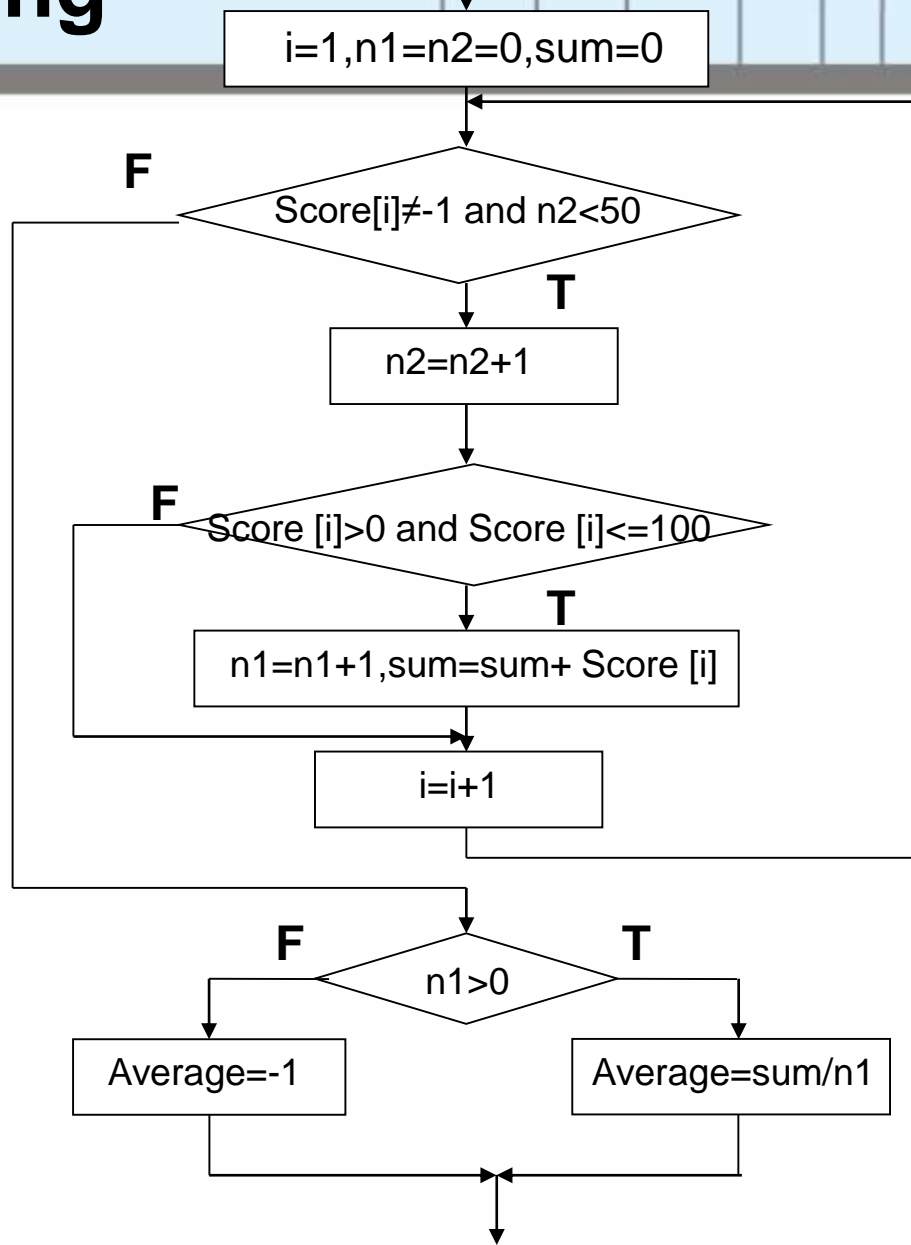 i=1,n1=n2=0,sum=0
F
Score[i]≠-1 and n2<50
T
n2=n2+1
F
Score [i]>0 and Score [i]<=100
T
n1=n1+1,sum=sum+ Score [i]
i=i+1
F
T
n1>0
Average=-1
Average=sum/n1